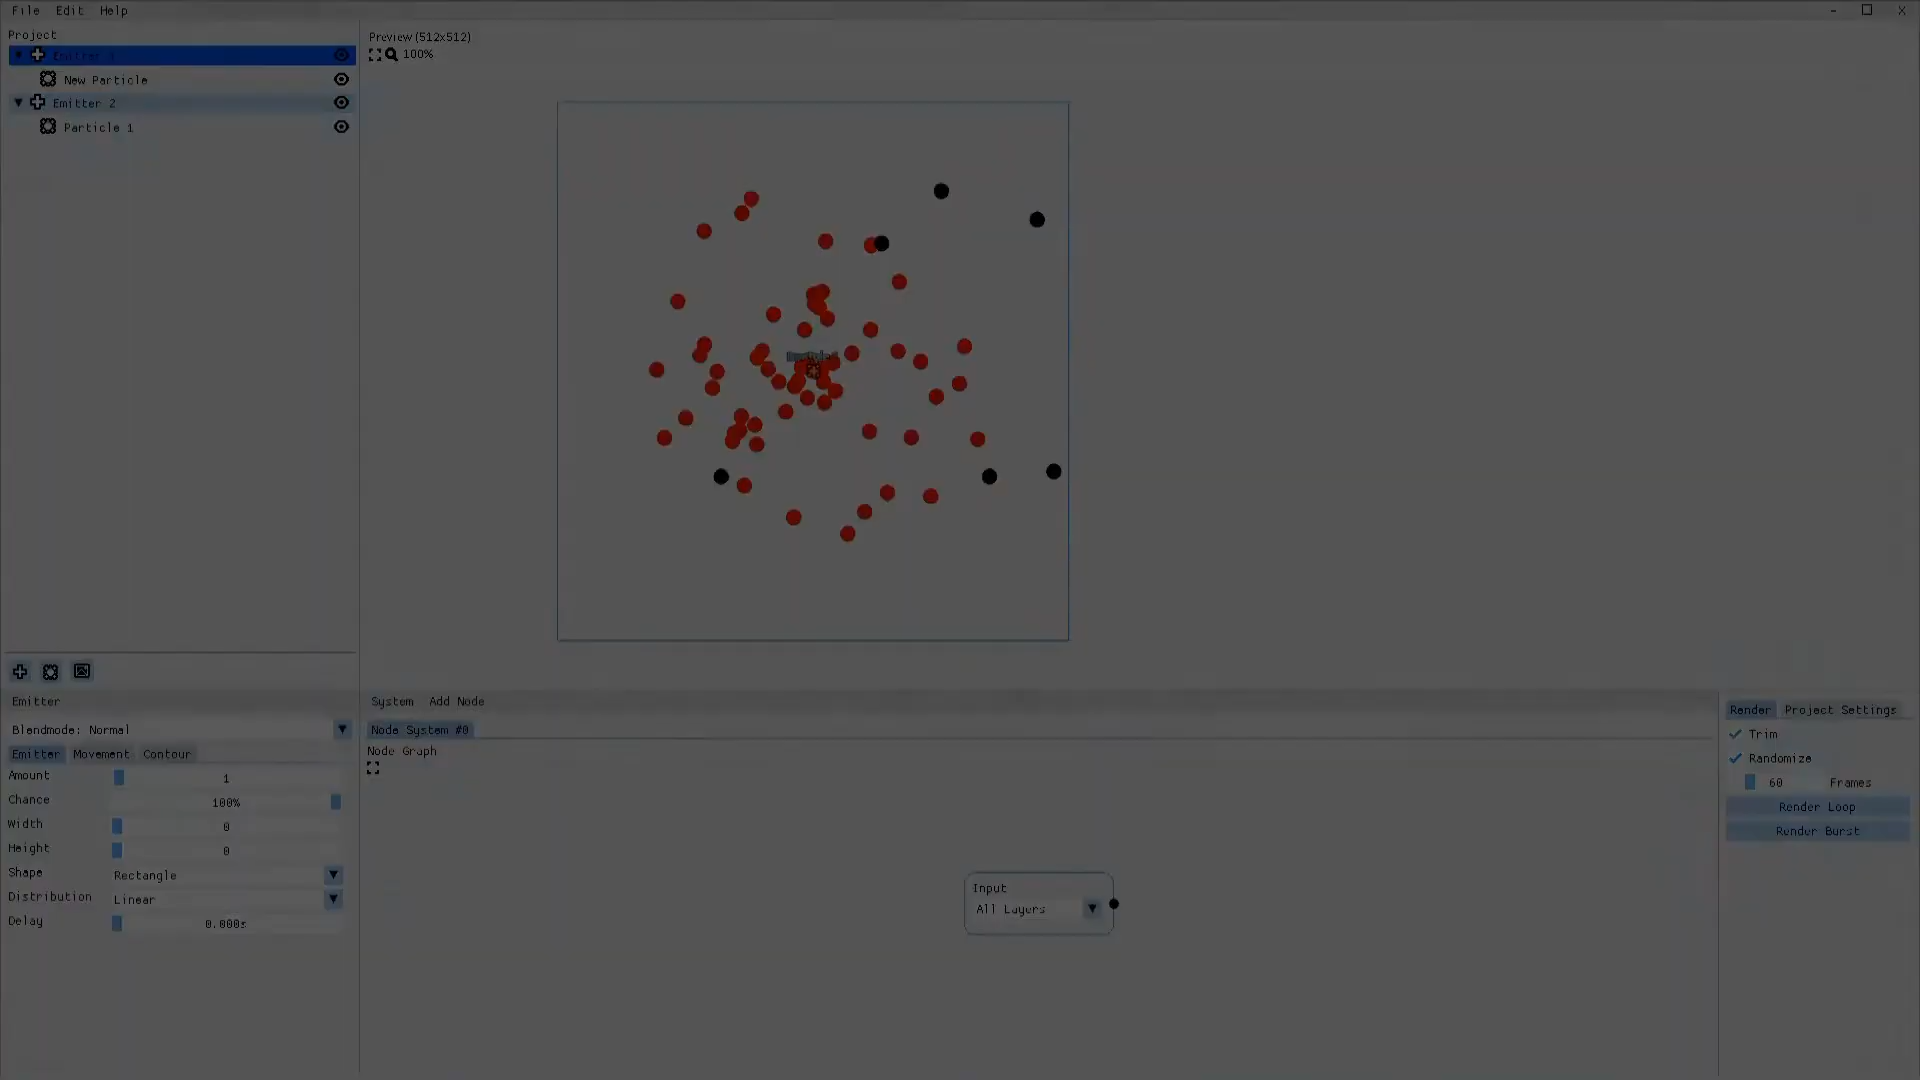 File Edit Help
- X
Project
Emitter
New Particle
Emitter 2
Particle 1
Preview (512x512)
100%
Emitter
Blendmode: Normal
Emitter Movement Contour
Amount 1
Chance 100%
Width 0
Height 0
Shape Rectangle
Distribution Linear
Delay 0.000s
System Add Node
Node System #0
Node Graph
Input
All Layers
Render Project Settings
Trim
Randomize
60 Frames
Render Loop
Render Burst